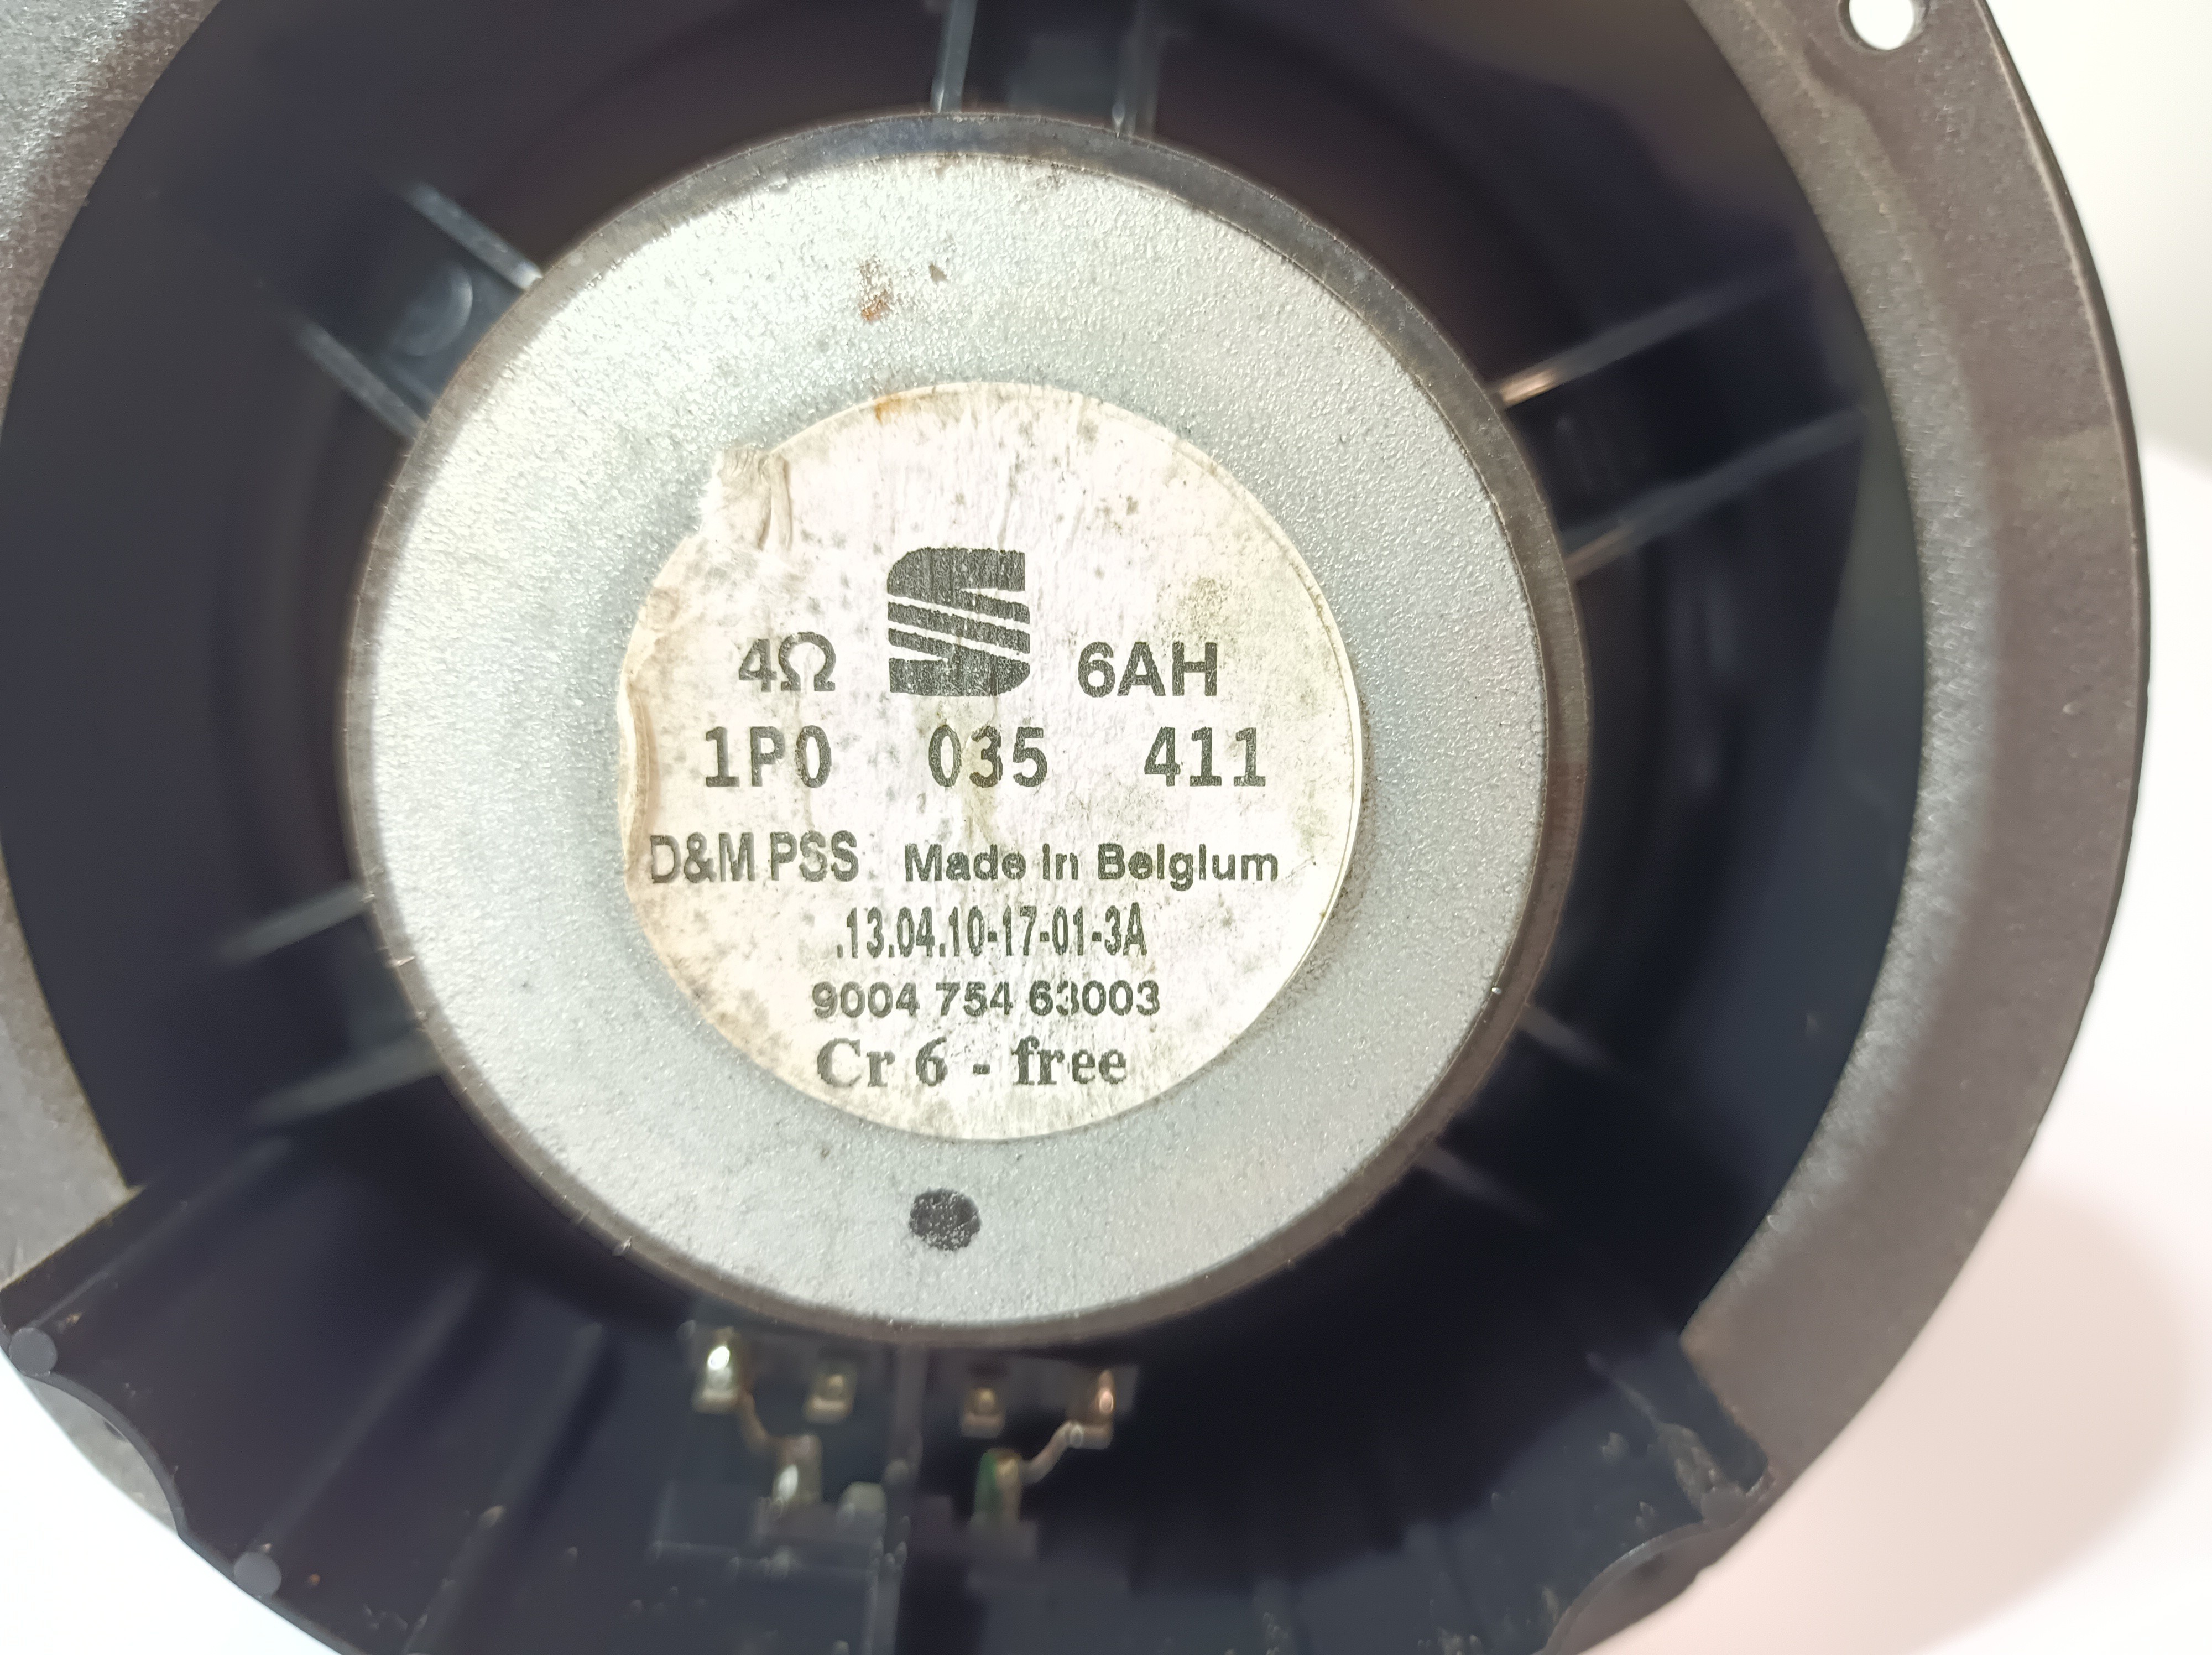 4Ω 6AH
1P0 035 411
D&M PSS Made In Belgium
.13.04.10-17-01-3A
9004 754 63003
Cr 6 - free